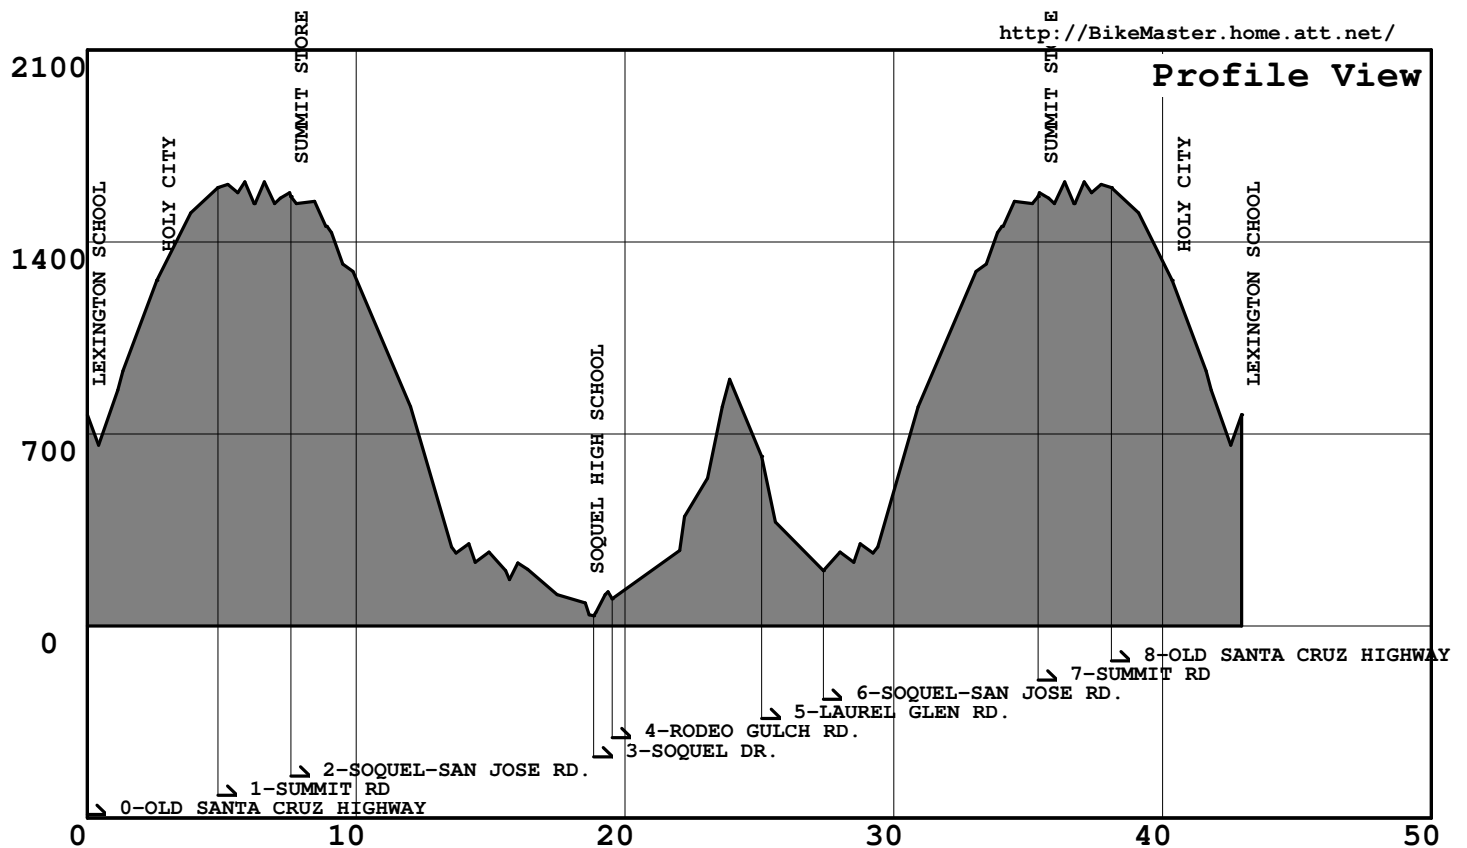 http://BikeMaster.home.att.net/
Profile View
2100
1400
700
0
LEXINGTON SCHOOL
HOLY CITY
SUMMIT STORE
SOQUEL HIGH SCHOOL
SUMMIT STORE
HOLY CITY
LEXINGTON SCHOOL
8-OLD SANTA CRUZ HIGHWAY
7-SUMMIT RD
6-SOQUEL-SAN JOSE RD.
5-LAUREL GLEN RD.
4-RODEO GULCH RD.
3-SOQUEL DR.
2-SOQUEL-SAN JOSE RD.
1-SUMMIT RD
0-OLD SANTA CRUZ HIGHWAY
0 10 20 30 40 50